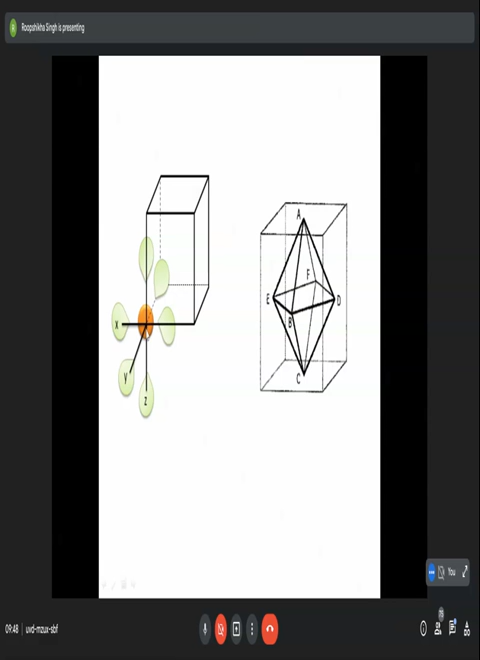 R
Roopshikha Singh is presenting
A
F
E
D
B
X
Y
C
Z
You
09:48 | uvd-mzux-sbf